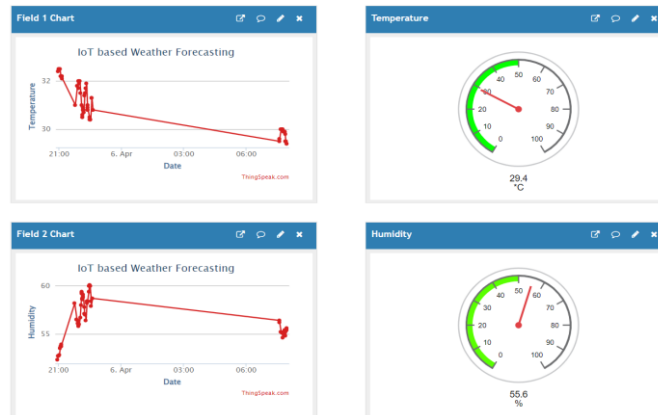 Field 1 Chart
IoT based Weather Forecasting
Temperature
32
30
21:00 6. Apr 03:00 06:00
Date
ThingSpeak.com
Temperature
0 10 20 30 40 50 60 70 80 90 100
29.4
°C
Field 2 Chart
IoT based Weather Forecasting
Humidity
60
55
21:00 6. Apr 03:00 06:00
Date
ThingSpeak.com
Humidity
0 10 20 30 40 50 60 70 80 90 100
55.6
%